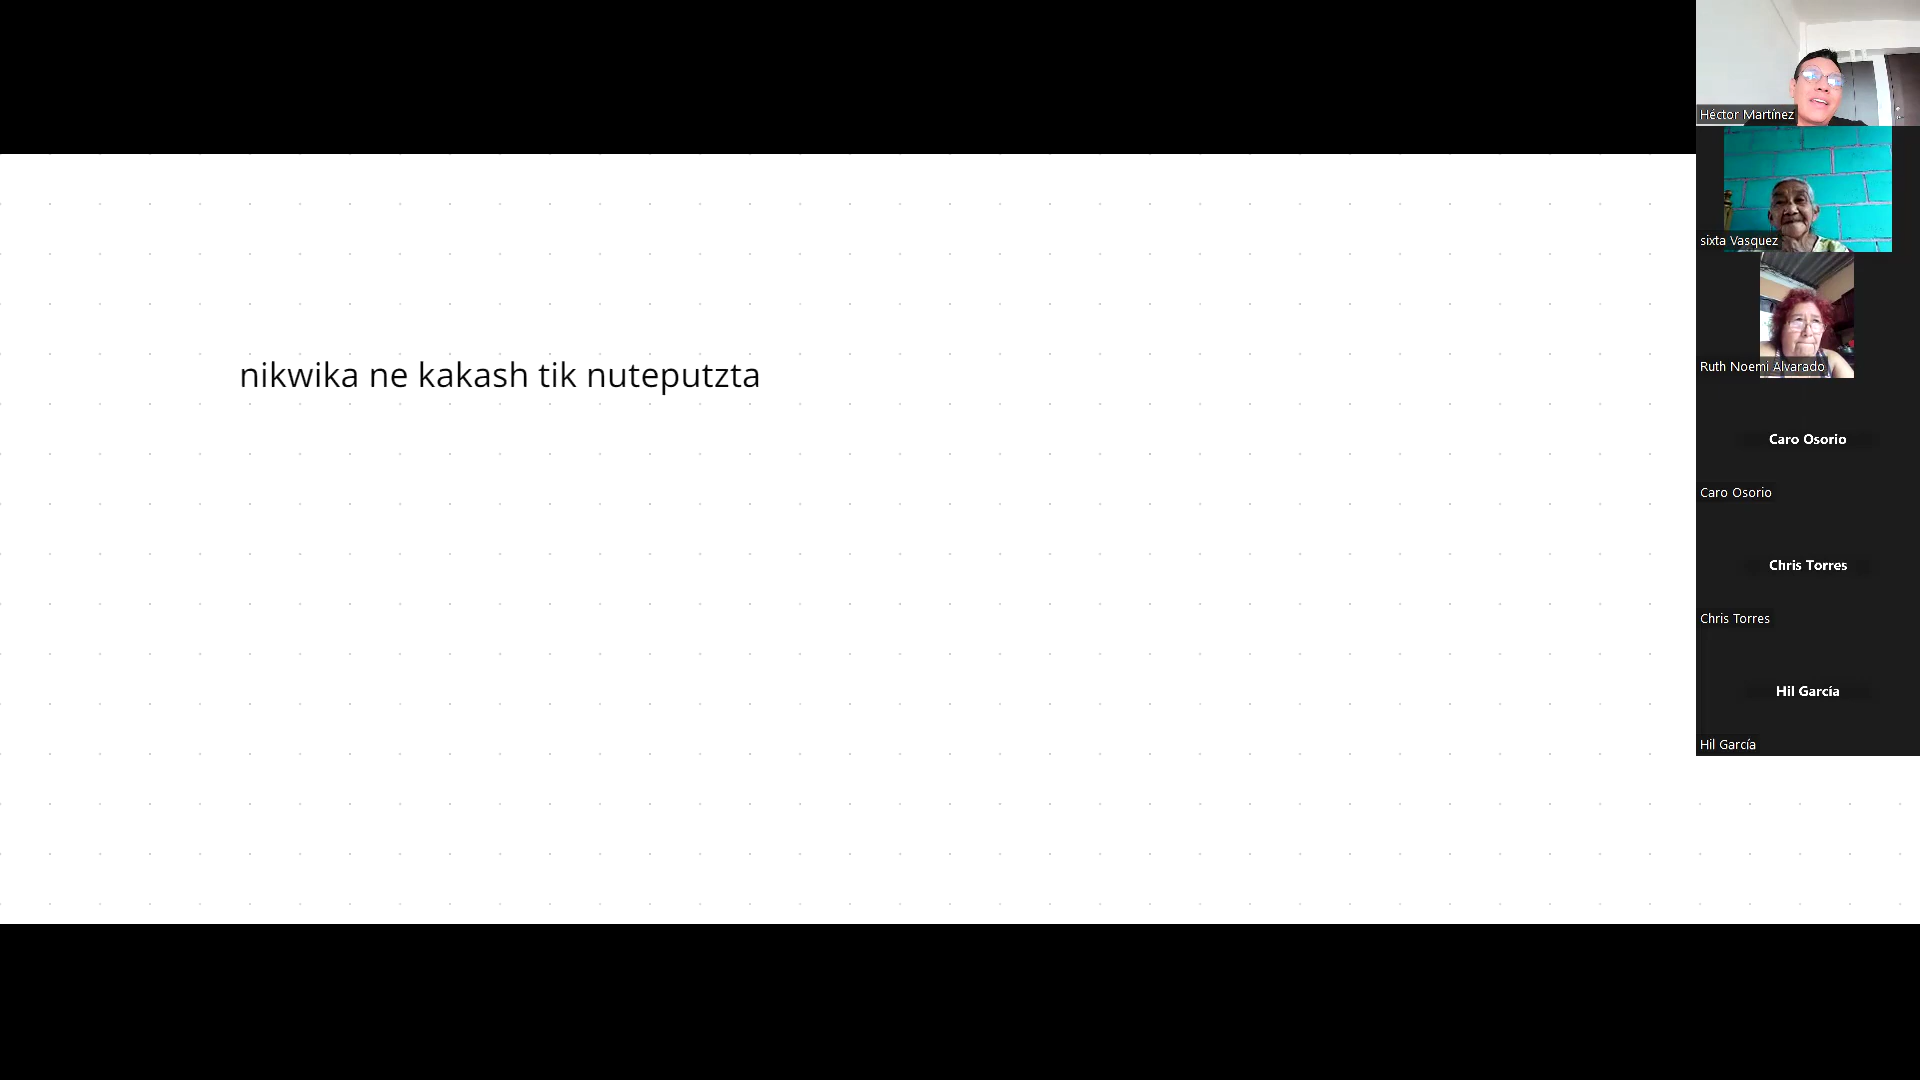 nikwika ne kakash tik nuteputzta
Héctor Martínez
sixta Vasquez
Ruth Noemi Alvarado
Caro Osorio
Caro Osorio
Chris Torres
Chris Torres
Hil García
Hil García